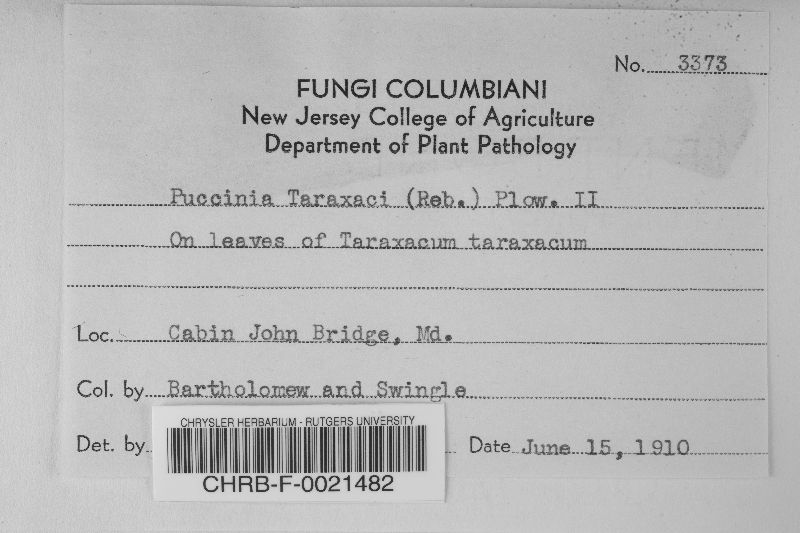 No. 3373
FUNGI COLUMBIANI
New Jersey College of Agriculture
Department of Plant Pathology
Puccinia Taraxaci (Reb.) Plow. II
On leaves of Taraxacum taraxacum
Loc. Cabin John Bridge, Md.
Col. by Bartholomew and Swingle
Det. by Date June 15, 1910
CHRYSLER HERBARIUM - RUTGERS UNIVERSITY
CHRB-F-0021482